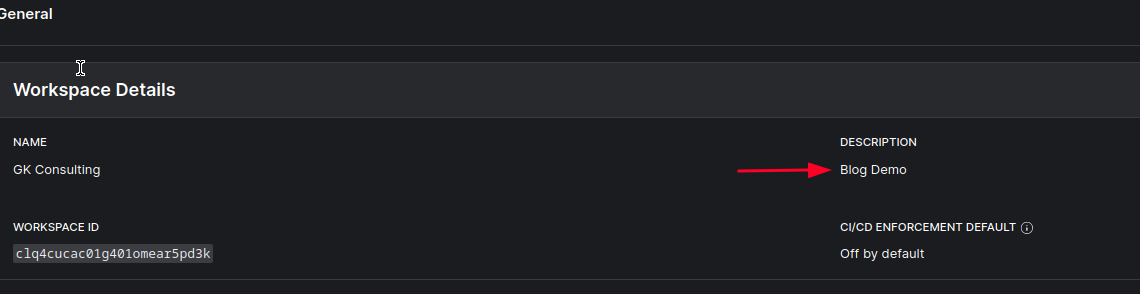 General
Workspace Details
NAME
DESCRIPTION
GK Consulting
Blog Demo
WORKSPACE ID
CI/CD ENFORCEMENT DEFAULT
clq4cucac01g401omear5pd3k
Off by default